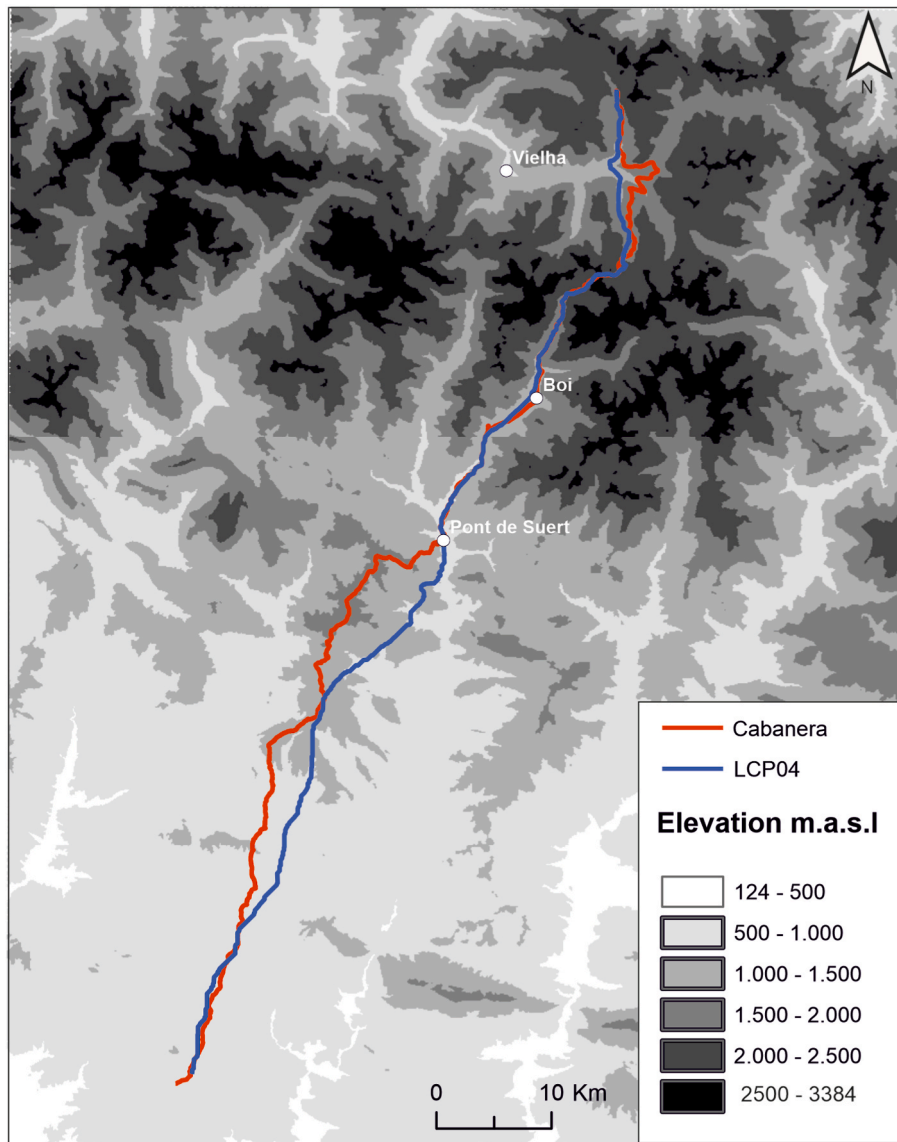 N
Vielha
Boi
Pont de Suert
Cabanera
LCP04
Elevation m.a.s.l
124 - 500
500 - 1.000
1.000 - 1.500
1.500 - 2.000
2.000 - 2.500
2500 - 3384
0 10 Km